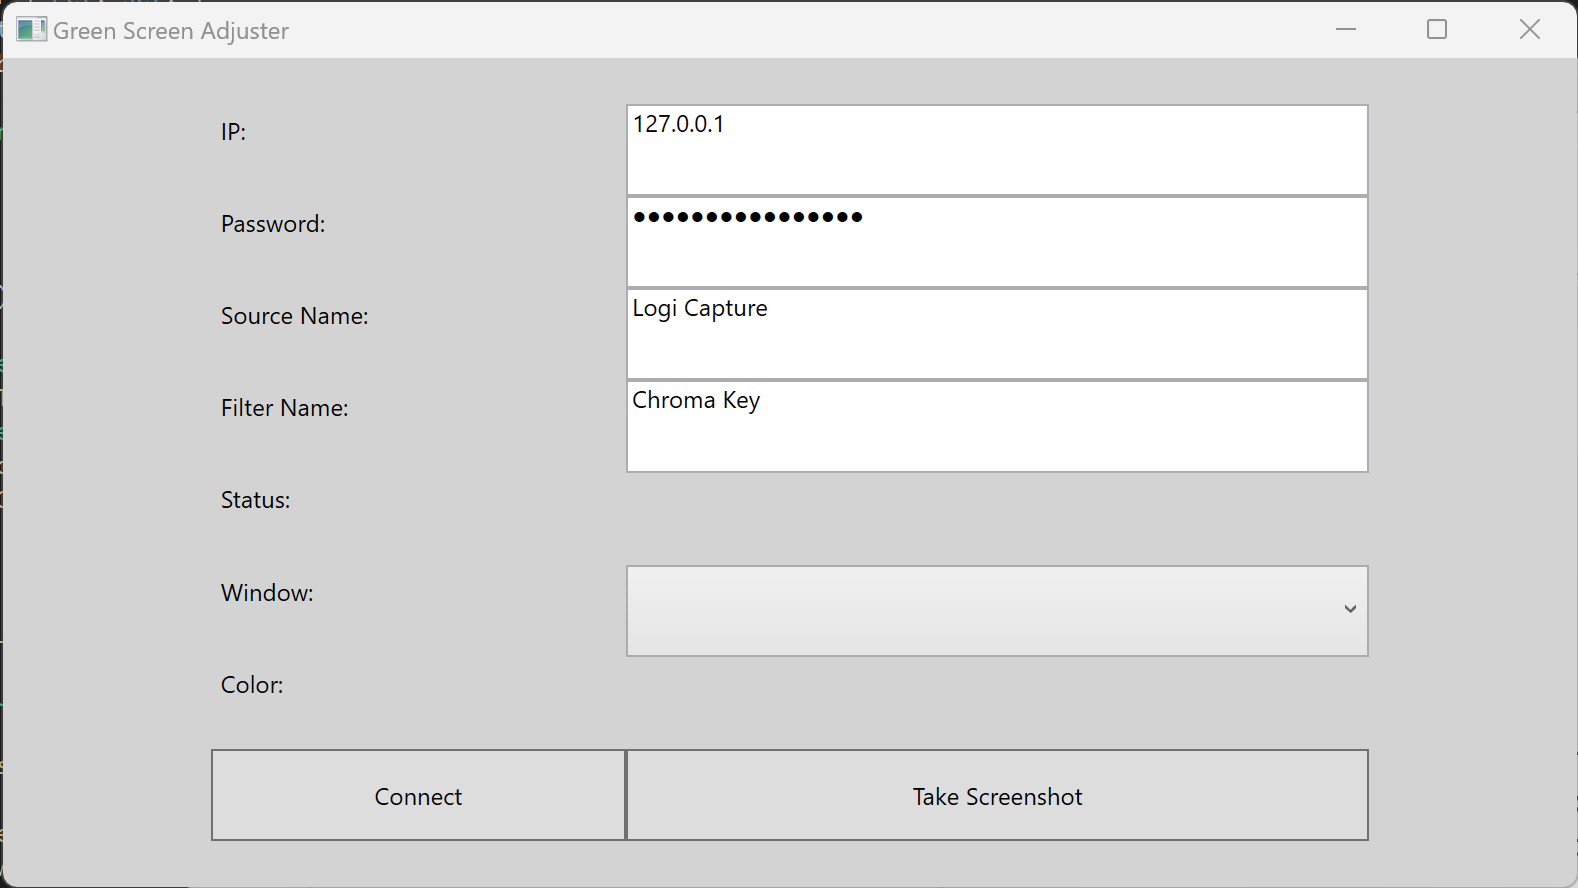 Green Screen Adjuster
IP:
127.0.0.1
Password:
●●●●●●●●●●●●●●●●
Source Name:
Logi Capture
Filter Name:
Chroma Key
Status:
Window:
Color:
Connect
Take Screenshot